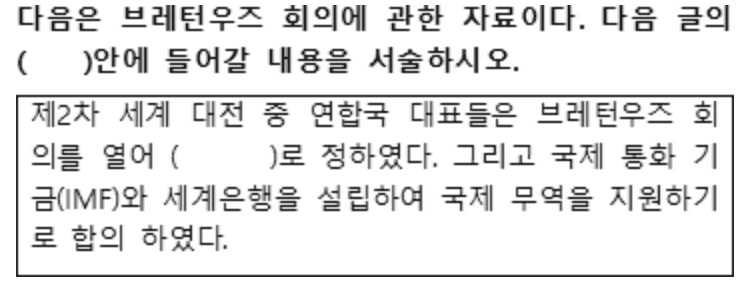 다음은 브레턴우즈 회의에 관한 자료이다. 다음 글의
(    )안에 들어갈 내용을 서술하시오.
제2차 세계 대전 중 연합국 대표들은 브레턴우즈 회
의를 열어 (      )로 정하였다. 그리고 국제 통화 기
금(IMF)와 세계은행을 설립하여 국제 무역을 지원하기
로 합의 하였다.